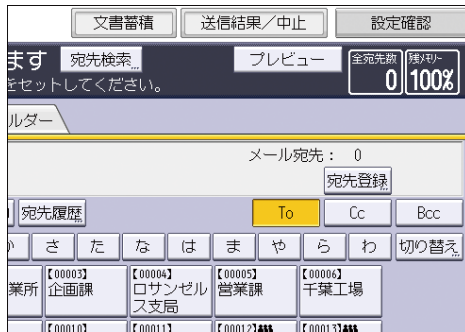 文書蓄積 送信結果／中止 設定確認
ます 宛先検索 プレビュー 全宛先数 残メモリー
をセットしてください。 0 100%
ルダー
メール宛先： 0
宛先登録
宛先履歴 To Cc Bcc
さ た な は ま や ら わ 切り替え
【00003】 【00004】 【00005】 【00006】
業所 企画課 ロサンゼル 営業課 千葉工場
ス支局
【00010】 【00011】 【00012】 【00013】